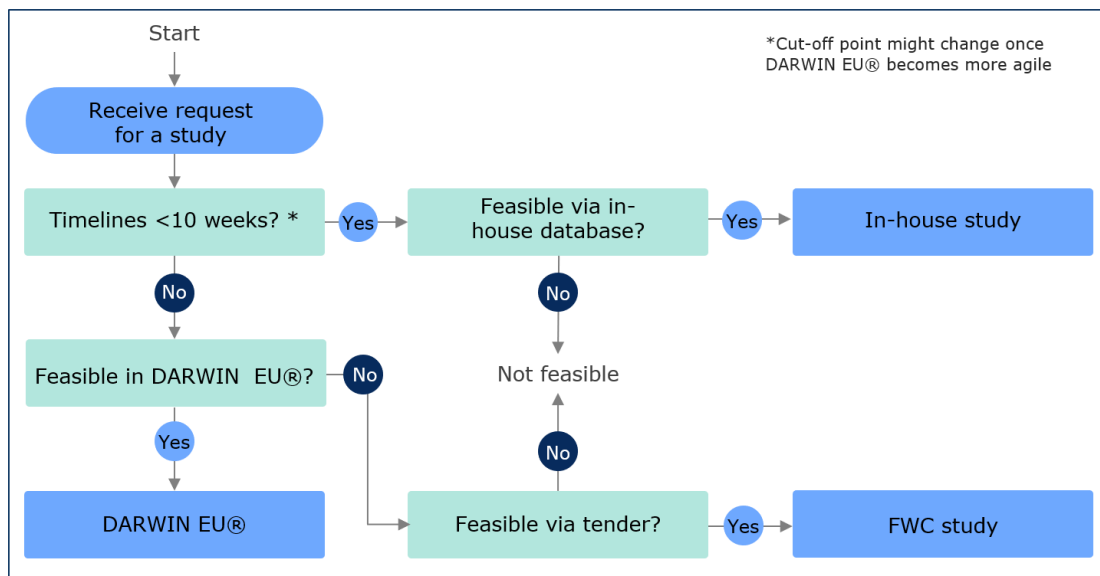 Start
*Cut-off point might change once
DARWIN EU® becomes more agile
Receive request
for a study
Timelines <10 weeks? *
Yes
Feasible via in-
house database?
Yes
In-house study
No
No
Feasible in DARWIN  EU®?
No
Not feasible
Yes
No
DARWIN EU®
Feasible via tender?
Yes
FWC study